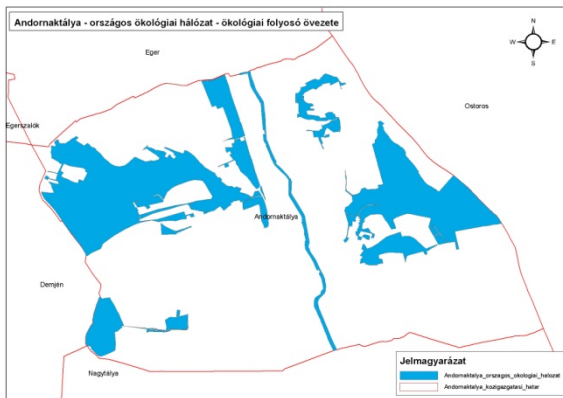 Andornaktálya - országos ökológiai hálózat - ökológiai folyosó övezete
N
W E
S
Eger
Ostoros
Egerszalók
Andornaktálya
Demjén
Nagytálya
Jelmagyarázat
Andornaktalya_orszagos_okologiai_halozat
Andornaktalya_kozigazgatasi_hatar